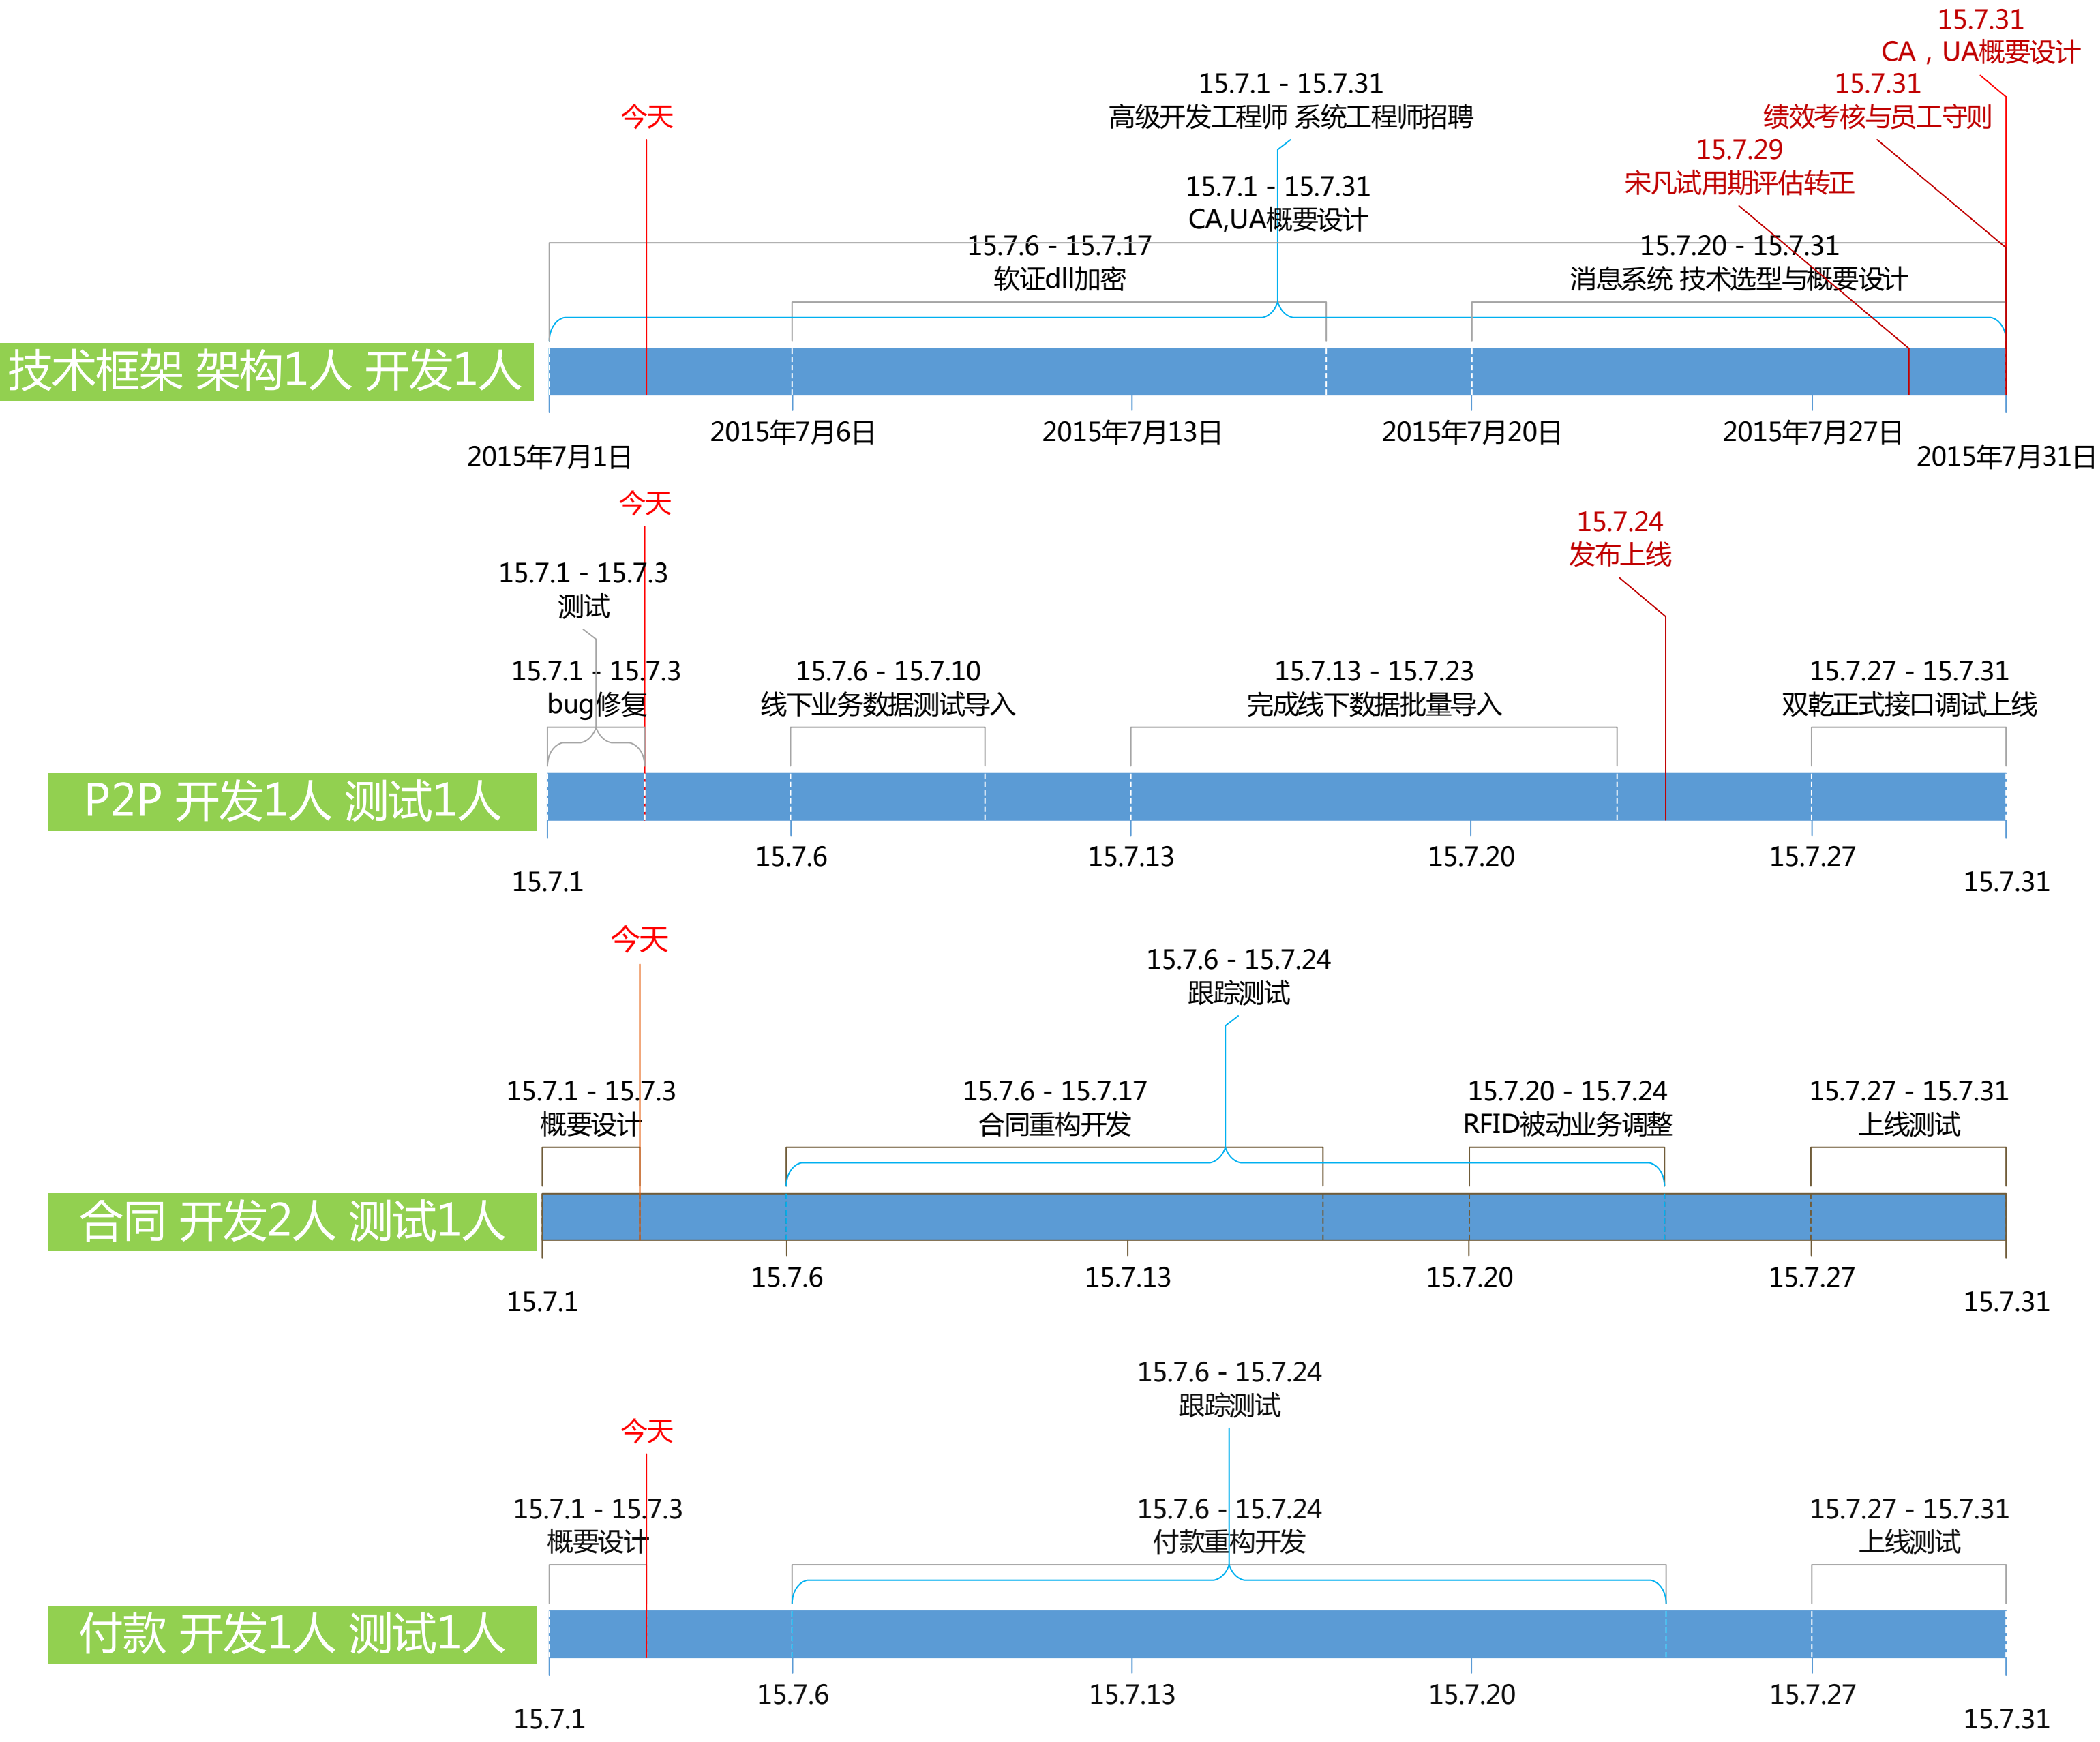 15.7.31
CA，UA概要设计
15.7.1 - 15.7.31
高级开发工程师 系统工程师招聘
15.7.31
绩效考核与员工守则
今天
15.7.29
宋凡试用期评估转正
15.7.1 - 15.7.31
CA,UA概要设计
15.7.6 - 15.7.17
软证dll加密
15.7.20 - 15.7.31
消息系统 技术选型与概要设计
技术框架 架构1人 开发1人
2015年7月6日
2015年7月13日
2015年7月20日
2015年7月27日
2015年7月1日
2015年7月31日
今天
15.7.24
发布上线
15.7.1 - 15.7.3
测试
15.7.1 - 15.7.3
bug修复
15.7.6 - 15.7.10
线下业务数据测试导入
15.7.13 - 15.7.23
完成线下数据批量导入
15.7.27 - 15.7.31
双乾正式接口调试上线
P2P 开发1人 测试1人
15.7.6
15.7.13
15.7.20
15.7.27
15.7.1
15.7.31
今天
15.7.6 - 15.7.24
跟踪测试
15.7.1 - 15.7.3
概要设计
15.7.6 - 15.7.17
合同重构开发
15.7.20 - 15.7.24
RFID被动业务调整
15.7.27 - 15.7.31
上线测试
合同 开发2人 测试1人
15.7.6
15.7.13
15.7.20
15.7.27
15.7.1
15.7.31
15.7.6 - 15.7.24
跟踪测试
今天
15.7.1 - 15.7.3
概要设计
15.7.6 - 15.7.24
付款重构开发
15.7.27 - 15.7.31
上线测试
付款 开发1人 测试1人
15.7.6
15.7.13
15.7.20
15.7.27
15.7.1
15.7.31